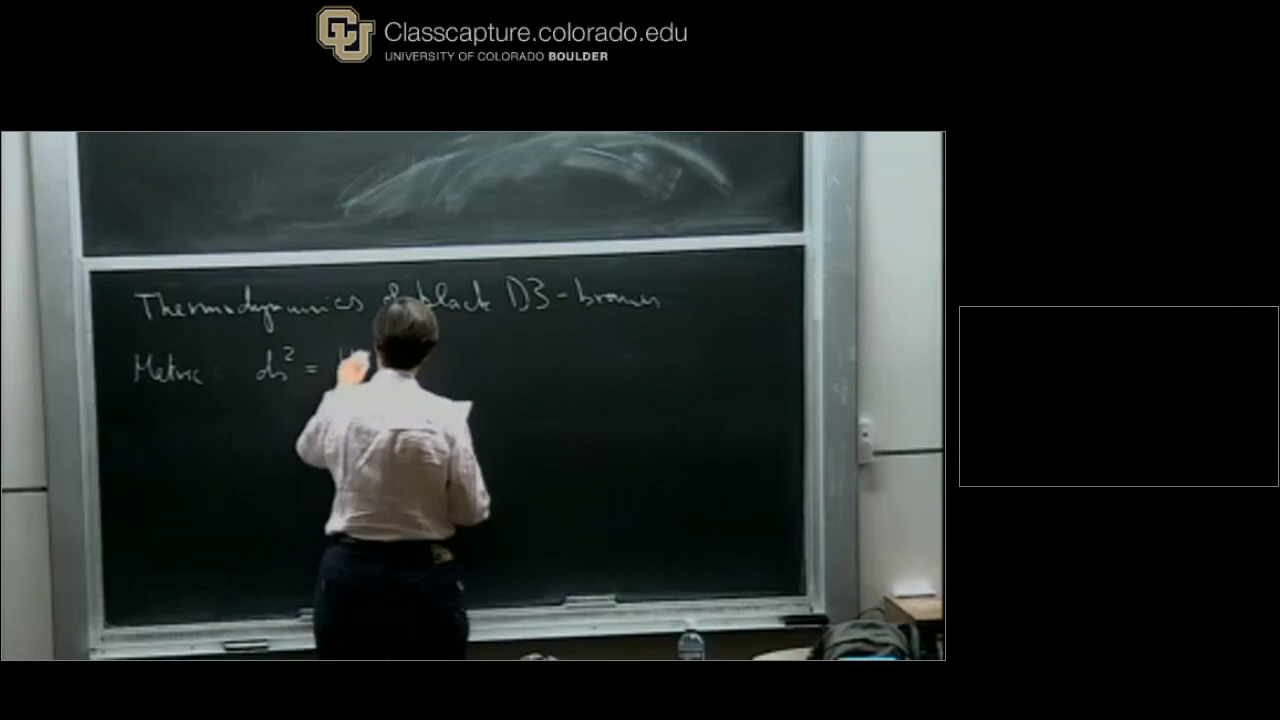 Classcapture.colorado.edu
UNIVERSITY OF COLORADO BOULDER
Thermodynamics of black D3-branes
Metric ds² =